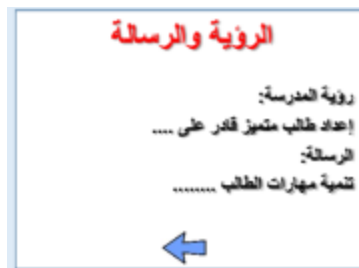 الرؤية والرسالة
رؤية المدرسة:
إعداد طالب متميز قادر على ....
الرسالة:
تنمية مهارات الطالب ........